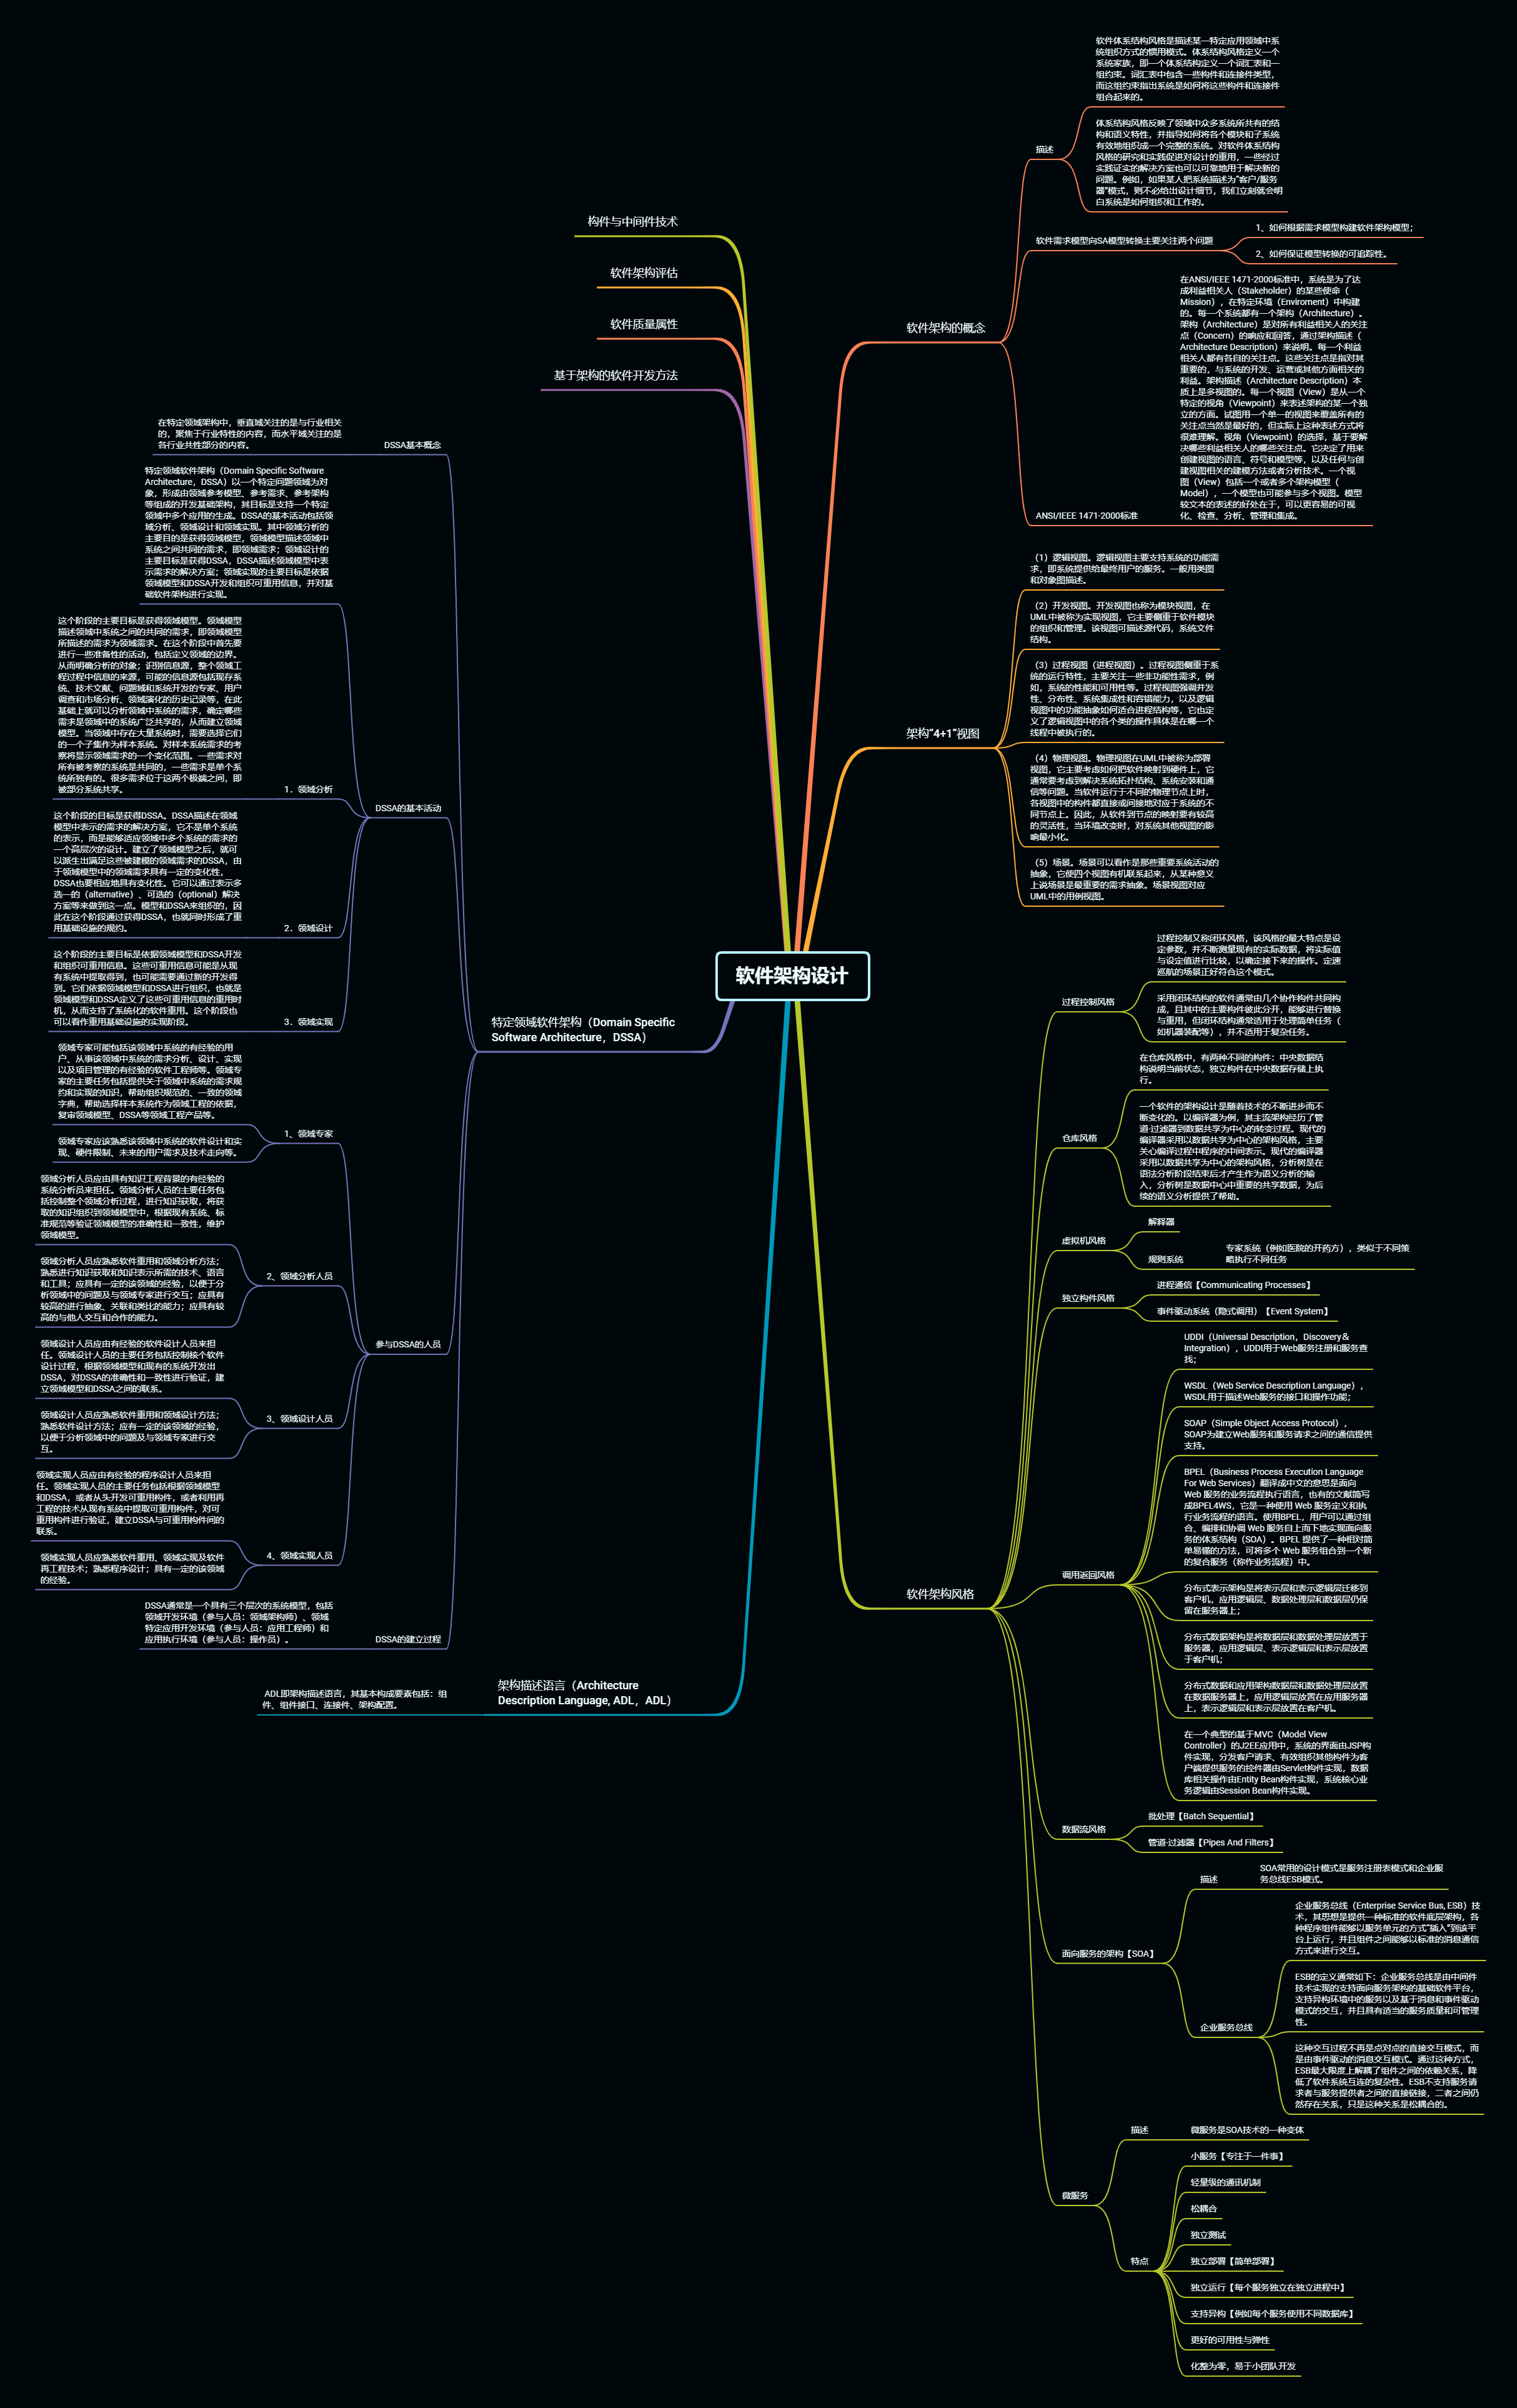 软件架构设计
软件架构的概念
描述
软件体系结构风格是描述某一特定应用领域中系
统组织方式的惯用模式。体系结构风格定义一个
系统家族，即一个体系结构定义一个词汇表和一
组约束。词汇表中包含一些构件和连接件类型，
而这组约束指出系统是如何将这些构件和连接件
组合起来的。
体系结构风格反映了领域中众多系统所共有的结
构和语义特性，并指导如何将各个模块和子系统
有效地组织成一个完整的系统。对软件体系结构
风格的研究和实践促进对设计的重用，一些经过
实践证实的解决方案也可以可靠地用于解决新的
问题。例如，如果某人把系统描述为“客户/服务
器”模式，则不必给出设计细节，我们立刻就会明
白系统是如何组织和工作的。
软件需求模型向SA模型转换主要关注两个问题
1、如何根据需求模型构建软件架构模型；
2、如何保证模型转换的可追踪性。
ANSI/IEEE 1471-2000标准
在ANSI/IEEE 1471-2000标准中，系统是为了达
成利益相关人（Stakeholder）的某些使命（
Mission），在特定环境（Enviroment）中构建
的。每一个系统都有一个架构（Architecture）。
架构（Architecture）是对所有利益相关人的关注
点（Concern）的响应和回答，通过架构描述（
Architecture Description）来说明。每一个利益
相关人都有各自的关注点。这些关注点是指对其
重要的，与系统的开发、运营或其他方面相关的
利益。架构描述（Architecture Description）本
质上是多视图的。每一个视图（View）是从一个
特定的视角（Viewpoint）来表述架构的某一个独
立的方面。试图用一个单一的视图来覆盖所有的
关注点当然是最好的，但实际上这种表述方式将
很难理解。视角（Viewpoint）的选择，基于要解
决哪些利益相关人的哪些关注点。它决定了用来
创建视图的语言、符号和模型等，以及任何与创
建视图相关的建模方法或者分析技术。一个视
图（View）包括一个或者多个架构模型（
Model），一个模型也可能参与多个视图。模型
较文本的表述的好处在于，可以更容易的可视
化、检查、分析、管理和集成。
架构“4+1”视图
（1）逻辑视图。逻辑视图主要支持系统的功能需
求，即系统提供给最终用户的服务。一般用类图
和对象图描述。
（2）开发视图。开发视图也称为模块视图，在
UML中被称为实现视图，它主要侧重于软件模块
的组织和管理。该视图可描述源代码，系统文件
结构。
（3）过程视图（进程视图）。过程视图侧重于系
统的运行特性，主要关注一些非功能性需求，例
如，系统的性能和可用性等。过程视图强调并发
性、分布性、系统集成性和容错能力，以及逻辑
视图中的功能抽象如何适合进程结构等，它也定
义了逻辑视图中的各个类的操作具体是在哪一个
线程中被执行的。
（4）物理视图。物理视图在UML中被称为部署
视图，它主要考虑如何把软件映射到硬件上，它
通常要考虑到解决系统拓扑结构、系统安装和通
信等问题。当软件运行于不同的物理节点上时，
各视图中的构件都直接或间接地对应于系统的不
同节点上。因此，从软件到节点的映射要有较高
的灵活性，当环境改变时，对系统其他视图的影
响最小化。
（5）场景。场景可以看作是那些重要系统活动的
抽象，它使四个视图有机联系起来，从某种意义
上说场景是最重要的需求抽象。场景视图对应
UML中的用例视图。
软件架构风格
过程控制风格
过程控制又称闭环风格，该风格的最大特点是设
定参数，并不断测量现有的实际数据，将实际值
与设定值进行比较，以确定接下来的操作。定速
巡航的场景正好符合这个模式。
采用闭环结构的软件通常由几个协作构件共同构
成，且其中的主要构件彼此分开，能够进行替换
与重用，但闭环结构通常适用于处理简单任务（
如机器装配等），并不适用于复杂任务。
仓库风格
在仓库风格中，有两种不同的构件：中央数据结
构说明当前状态，独立构件在中央数据存储上执
行。
一个软件的架构设计是随着技术的不断进步而不
断变化的。以编译器为例，其主流架构经历了
管道-过滤器到数据共享为中心的转变过程。现代的
编译器采用以数据共享为中心的架构风格，主要
关心编译过程中程序的中间表示。现代的编译器
采用以数据共享为中心的架构风格，分析树是在
语法分析阶段结束后才产生作为语义分析的输
入，分析树是数据中心中重要的共享数据，为后
续的语义分析提供了帮助。
虚拟机风格
解释器
规则系统
专家系统（例如医院的开药方），类似于不同策
略执行不同任务
独立构件风格
进程通信【Communicating Processes】
事件驱动系统（隐式调用）【Event System】
调用返回风格
UDDI（Universal Description，Discovery＆
Integration），UDDI用于Web服务注册和服务查
找；
WSDL（Web Service Description Language），
WSDL用于描述Web服务的接口和操作功能；
SOAP（Simple Object Access Protocol），
SOAP为建立Web服务和服务请求之间的通信提供
支持。
BPEL（Business Process Execution Language
For Web Services）翻译成中文的意思是面向
Web 服务的业务流程执行语言，也有的文献简写
成BPEL4WS，它是一种使用 Web 服务定义和执
行业务流程的语言。使用BPEL，用户可以通过组
合、编排和协调 Web 服务自上而下地实现面向服
务的体系结构（SOA）。BPEL 提供了一种相对简
单易懂的方法，可将多个 Web 服务组合到一个新
的复合服务（称作业务流程）中。
分布式表示架构是将表示层和表示逻辑层迁移到
客户机，应用逻辑层、数据处理层和数据层仍保
留在服务器上；
分布式数据架构是将数据层和数据处理层放置于
服务器，应用逻辑层、表示逻辑层和表示层放置
于客户机；
分布式数据和应用架构数据层和数据处理层放置
在数据服务器上，应用逻辑层放置在应用服务器
上，表示逻辑层和表示层放置在客户机。
在一个典型的基于MVC（Model View
Controller）的J2EE应用中，系统的界面由JSP构
件实现，分发客户请求、有效组织其他构件为客
户端提供服务的控件器由Servlet构件实现，数据
库相关操作由Entity Bean构件实现，系统核心业
务逻辑由Session Bean构件实现。
数据流风格
批处理【Batch Sequential】
管道-过滤器【Pipes And Filters】
面向服务的架构【SOA】
描述
SOA常用的设计模式是服务注册表模式和企业服
务总线ESB模式。
企业服务总线
企业服务总线（Enterprise Service Bus, ESB）技
术，其思想是提供一种标准的软件底层架构，各
种程序组件能够以服务单元的方式“插入”到该平
台上运行，并且组件之间能够以标准的消息通信
方式来进行交互。
ESB的定义通常如下：企业服务总线是由中间件
技术实现的支持面向服务架构的基础软件平台，
支持异构环境中的服务以及基于消息和事件驱动
模式的交互，并且具有适当的服务质量和可管理
性。
这种交互过程不再是点对点的直接交互模式，而
是由事件驱动的消息交互模式。通过这种方式，
ESB最大限度上解耦了组件之间的依赖关系，降
低了软件系统互连的复杂性。ESB不支持服务请
求者与服务提供者之间的直接链接，二者之间仍
然存在关系，只是这种关系是松耦合的。
微服务
描述
微服务是SOA技术的一种变体
特点
小服务【专注于一件事】
轻量级的通讯机制
松耦合
独立测试
独立部署【简单部署】
独立运行【每个服务独立在独立进程中】
支持异构【例如每个服务使用不同数据库】
更好的可用性与弹性
化整为零，易于小团队开发
构件与中间件技术
软件架构评估
软件质量属性
基于架构的软件开发方法
特定领域软件架构（Domain Specific
Software Architecture，DSSA）
DSSA基本概念
在特定领域架构中，垂直域关注的是与行业相关
的，聚焦于行业特性的内容，而水平域关注的是
各行业共性部分的内容。
DSSA的基本活动
特定领域软件架构（Domain Specific Software
Architecture，DSSA）以一个特定问题领域为对
象，形成由领域参考模型、参考需求、参考架构
等组成的开发基础架构，其目标是支持一个特定
领域中多个应用的生成。DSSA的基本活动包括领
域分析、领域设计和领域实现。其中领域分析的
主要目的是获得领域模型，领域模型描述领域中
系统之间共同的需求，即领域需求；领域设计的
主要目标是获得DSSA，DSSA描述领域模型中表
示需求的解决方案；领域实现的主要目标是依据
领域模型和DSSA开发和组织可重用信息，并对基
础软件架构进行实现。
1．领域分析
这个阶段的主要目标是获得领域模型。领域模型
描述领域中系统之间的共同的需求，即领域模型
所描述的需求为领域需求。在这个阶段中首先要
进行一些准备性的活动，包括定义领域的边界。
从而明确分析的对象；识别信息源，整个领域工
程过程中信息的来源，可能的信息源包括现存系
统、技术文献、问题域和系统开发的专家、用户
调查和市场分析、领域演化的历史记录等，在此
基础上就可以分析领域中系统的需求，确定哪些
需求是领域中的系统广泛共享的，从而建立领域
模型。当领域中存在大量系统时，需要选择它们
的一个子集作为样本系统。对样本系统需求的考
察将显示领域需求的一个变化范围。一些需求对
所有被考察的系统是共同的，一些需求是单个系
统所独有的。很多需求位于这两个极端之间，即
被部分系统共享。
2．领域设计
这个阶段的目标是获得DSSA。DSSA描述在领域
模型中表示的需求的解决方案，它不是单个系统
的表示，而是能够适应领域中多个系统的需求的
一个高层次的设计。建立了领域模型之后，就可
以派生出满足这些被建模的领域需求的DSSA，由
于领域模型中的领域需求具有一定的变化性，
DSSA也要相应地具有变化性。它可以通过表示多
选一的（alternative）、可选的（optional）解决
方案等来做到这一点。模型和DSSA来组织的，因
此在这个阶段通过获得DSSA，也就同时形成了重
用基础设施的规约。
3．领域实现
这个阶段的主要目标是依据领域模型和DSSA开发
和组织可重用信息。这些可重用信息可能是从现
有系统中提取得到，也可能需要通过新的开发得
到。它们依据领域模型和DSSA进行组织，也就是
领域模型和DSSA定义了这些可重用信息的重用时
机，从而支持了系统化的软件重用。这个阶段也
可以看作重用基础设施的实现阶段。
参与DSSA的人员
1、领域专家
领域专家可能包括该领域中系统的有经验的用
户、从事该领域中系统的需求分析、设计、实现
以及项目管理的有经验的软件工程师等。领域专
家的主要任务包括提供关于领域中系统的需求规
约和实现的知识，帮助组织规范的、一致的领域
字典，帮助选择样本系统作为领域工程的依据，
复审领域模型、DSSA等领域工程产品等。
领域专家应该熟悉该领域中系统的软件设计和实
现、硬件限制、未来的用户需求及技术走向等。
2、领域分析人员
领域分析人员应由具有知识工程背景的有经验的
系统分析员来担任。领域分析人员的主要任务包
括控制整个领域分析过程，进行知识获取，将获
取的知识组织到领域模型中，根据现有系统、标
准规范等验证领域模型的准确性和一致性，维护
领域模型。
领域分析人员应熟悉软件重用和领域分析方法；
熟悉进行知识获取和知识表示所需的技术、语言
和工具；应具有一定的该领域的经验，以便于分
析领域中的问题及与领域专家进行交互；应具有
较高的进行抽象、关联和类比的能力；应具有较
高的与他人交互和合作的能力。
3、领域设计人员
领域设计人员应由有经验的软件设计人员来担
任。领域设计人员的主要任务包括控制核个软件
设计过程，根据领域模型和现有的系统开发出
DSSA，对DSSA的准确性和一致性进行验证，建
立领域模型和DSSA之间的联系。
领域设计人员应熟悉软件重用和领域设计方法；
熟悉软件设计方法；应有一定的该领域的经验，
以便于分析领域中的问题及与领域专家进行交
互。
4、领域实现人员
领域实现人员应由有经验的程序设计人员来担
任。领域实现人员的主要任务包括根据领域模型
和DSSA，或者从头开发可重用构件，或者利用再
工程的技术从现有系统中提取可重用构件，对可
重用构件进行验证，建立DSSA与可重用构件间的
联系。
领域实现人员应熟悉软件重用、领域实现及软件
再工程技术；熟悉程序设计；具有一定的该领域
的经验。
DSSA的建立过程
DSSA通常是一个具有三个层次的系统模型，包括
领域开发环境（参与人员：领域架构师）、领域
特定应用开发环境（参与人员：应用工程师）和
应用执行环境（参与人员：操作员）。
架构描述语言（Architecture
Description Language, ADL，ADL）
ADL即架构描述语言，其基本构成要素包括：组
件、组件接口、连接件、架构配置。